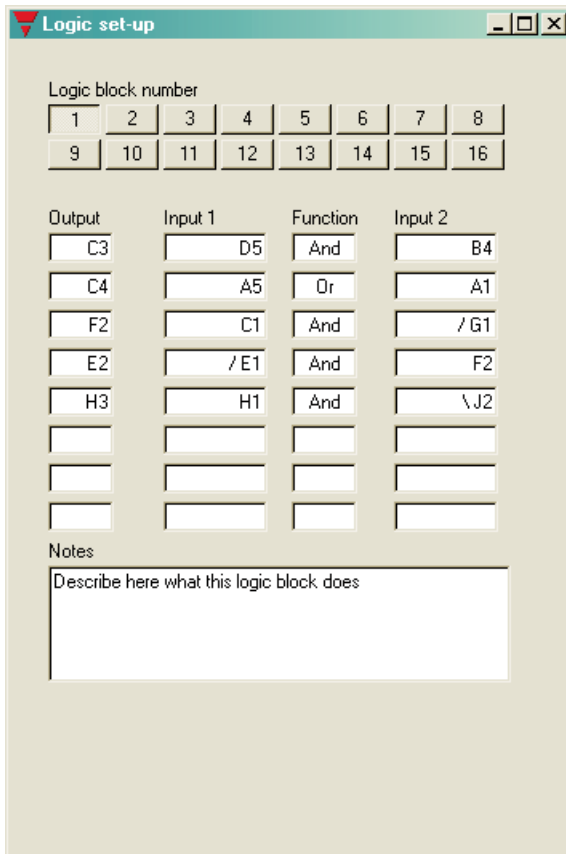 Logic set-up
Logic block number
1 2 3 4 5 6 7 8
9 10 11 12 13 14 15 16
Output Input 1 Function Input 2
C3 D5 And B4
C4 A5 Or A1
F2 C1 And / G1
E2 / E1 And F2
H3 H1 And \ J2
Notes
Describe here what this logic block does